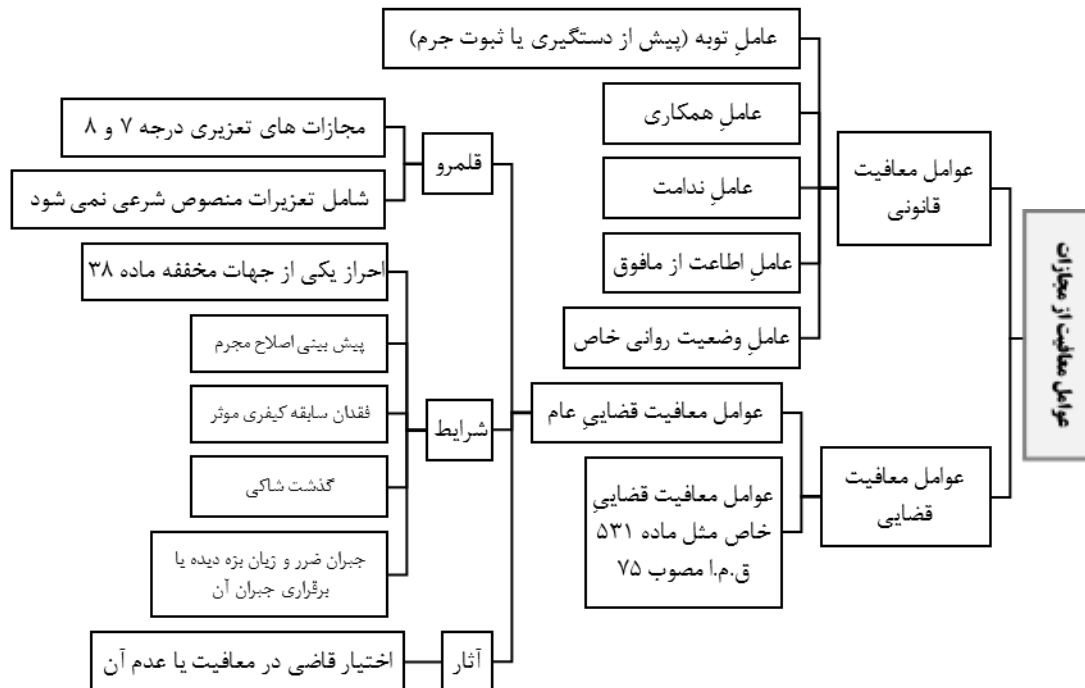 عوامل معافیت از مجازات
عوامل معافیت
قانونی
عاملِ توبه (پیش از دستگیری یا ثبوت جرم)
عاملِ همکاری
عاملِ ندامت
عاملِ اطاعت از مافوق
عاملِ وضعیت روانی خاص
عوامل معافیت
قضایی
عوامل معافیت قضاییِ عام
قلمرو
مجازات های تعزیری درجه ۷ و ۸
شامل تعزیرات منصوص شرعی نمی شود
شرایط
احراز یکی از جهات مخففه ماده ۳۸
پیش بینی اصلاح مجرم
فقدان سابقه کیفری موثر
گذشت شاکی
جبران ضرر و زیان بزه دیده یا
برقراری جبران آن
آثار
اختیار قاضی در معافیت یا عدم آن
عوامل معافیت قضاییِ
خاص مثل ماده ۵۳۱
ق.م.ا مصوب ۷۵